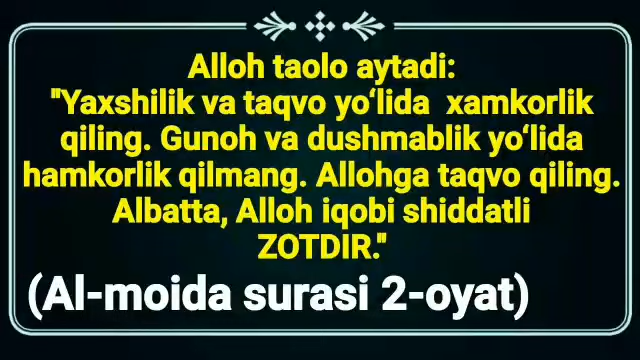 Alloh taolo aytadi:
"Yaxshilik va taqvo yo‘lida xamkorlik
qiling. Gunoh va dushmablik yo‘lida
hamkorlik qilmang. Allohga taqvo qiling.
Albatta, Alloh iqobi shiddatli
ZOTDIR."
(Al-moida surasi 2-oyat)